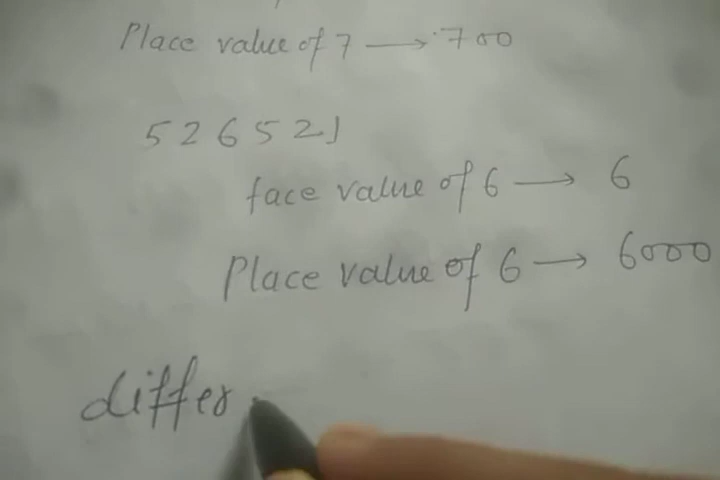 Place value of 7 → 700
526521
face value of 6 → 6
Place value of 6 → 6000
differ